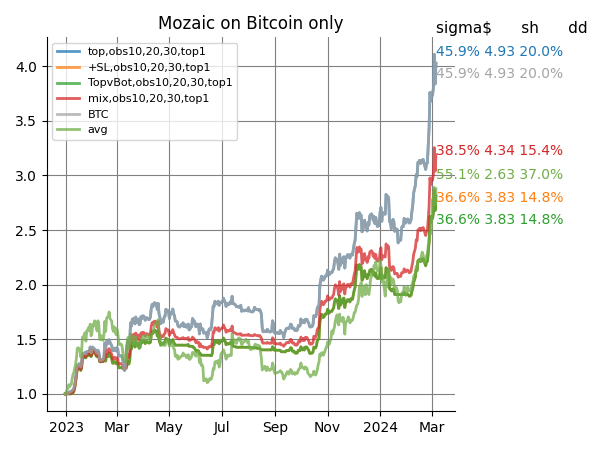 Mozaic on Bitcoin only
sigma$ sh dd
top,obs10,20,30,top1
+SL,obs10,20,30,top1
TopvBot,obs10,20,30,top1
mix,obs10,20,30,top1
BTC
avg
45.9% 4.93 20.0%
45.9% 4.93 20.0%
38.5% 4.34 15.4%
55.1% 2.63 37.0%
36.6% 3.83 14.8%
36.6% 3.83 14.8%
4.0
3.5
3.0
2.5
2.0
1.5
1.0
2023 Mar May Jul Sep Nov 2024 Mar